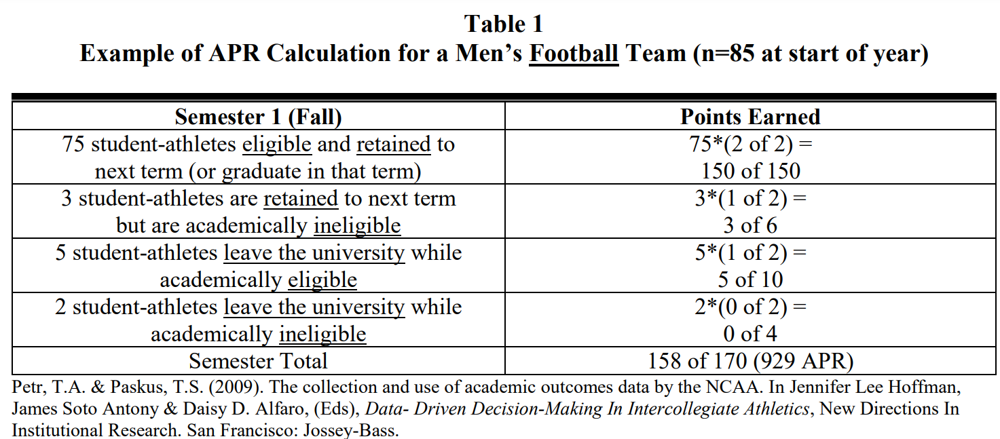 Table 1
Example of APR Calculation for a Men's Football Team (n=85 at start of year)
Semester 1 (Fall)
Points Earned
75 student-athletes eligible and retained to
next term (or graduate in that term)
75*(2 of 2) =
150 of 150
3 student-athletes are retained to next term
but are academically ineligible
3*(1 of 2) =
3 of 6
5 student-athletes leave the university while
academically eligible
5*(1 of 2) =
5 of 10
2 student-athletes leave the university while
academically ineligible
2*(0 of 2) =
0 of 4
Semester Total
158 of 170 (929 APR)
Petr, T.A. & Paskus, T.S. (2009). The collection and use of academic outcomes data by the NCAA. In Jennifer Lee Hoffman,
James Soto Antony & Daisy D. Alfaro, (Eds), Data- Driven Decision-Making In Intercollegiate Athletics, New Directions In
Institutional Research. San Francisco: Jossey-Bass.